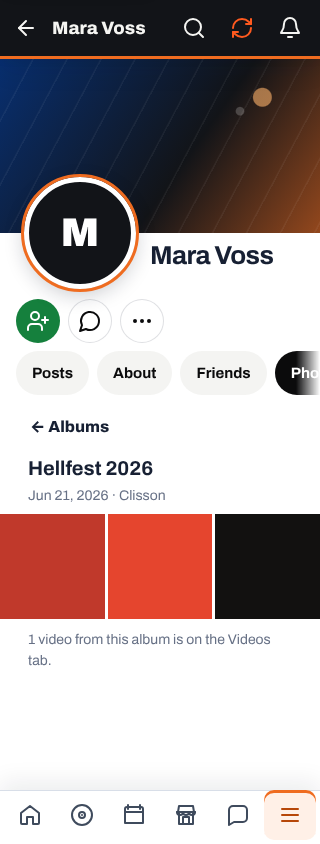 Mara Voss
M
Mara Voss
Posts
About
Friends
Pho
Albums
Hellfest 2026
Jun 21, 2026 · Clisson
1 video from this album is on the Videos
tab.